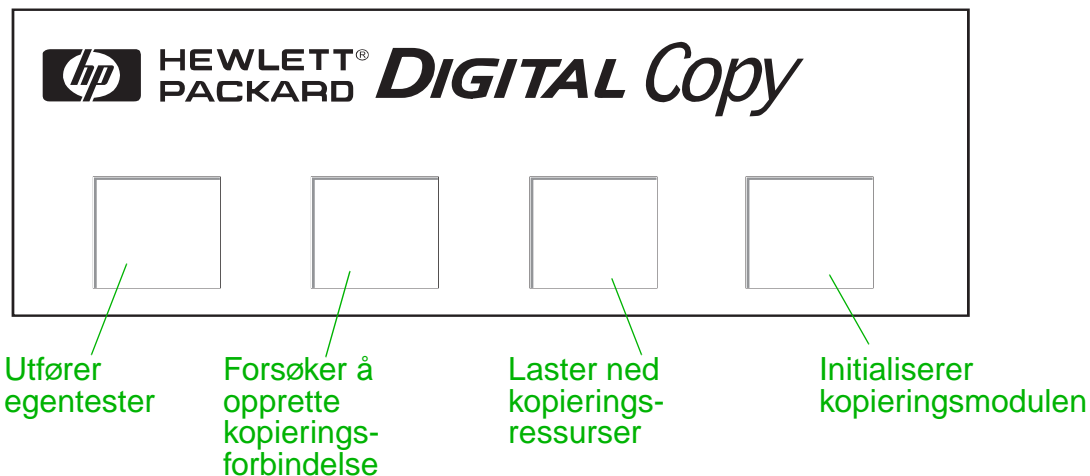 hp HEWLETT® PACKARD DIGITAL Copy
Utfører
egentester
Forsøker å
opprette
kopierings-
forbindelse
Laster ned
kopierings-
ressurser
Initialiserer
kopieringsmodulen